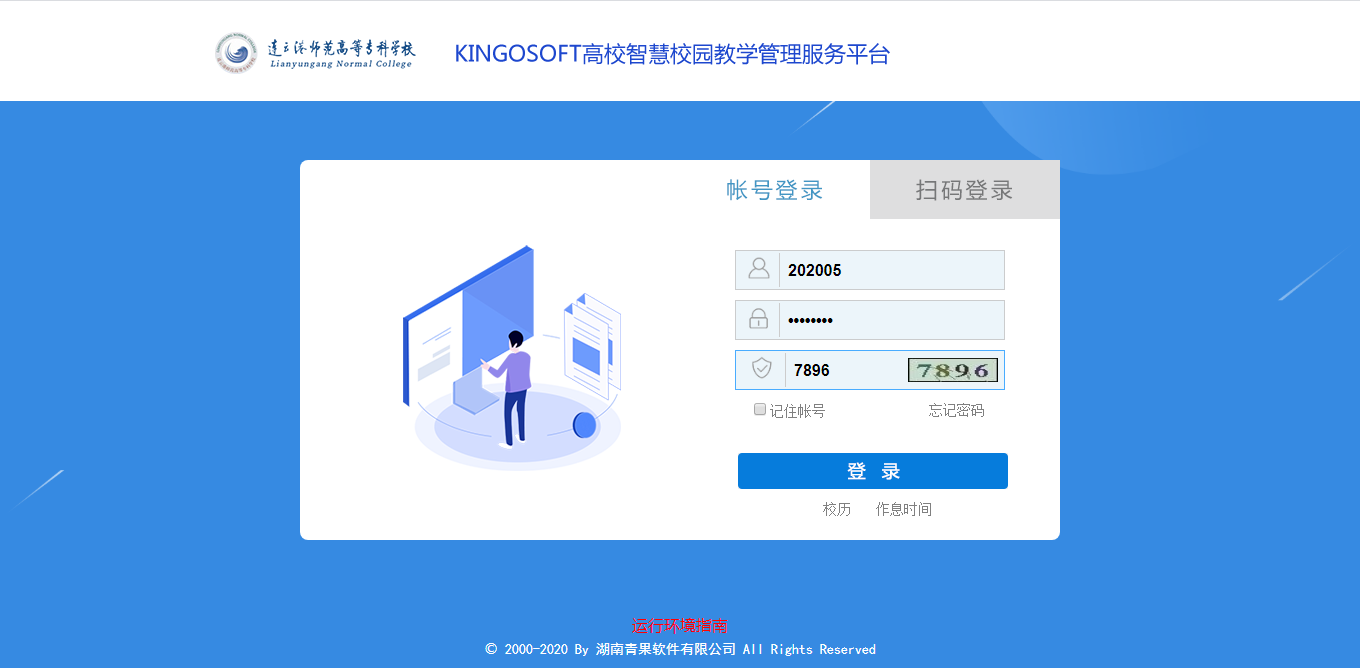 连云港师范高等专科学校
Lianyungang Normal College
KINGOSOFT高校智慧校园教学管理服务平台
帐号登录
扫码登录
202005
••••••••
7896
7896
记住帐号
忘记密码
登 录
校历
作息时间
运行环境指南
© 2000-2020 By 湖南青果软件有限公司 All Rights Reserved